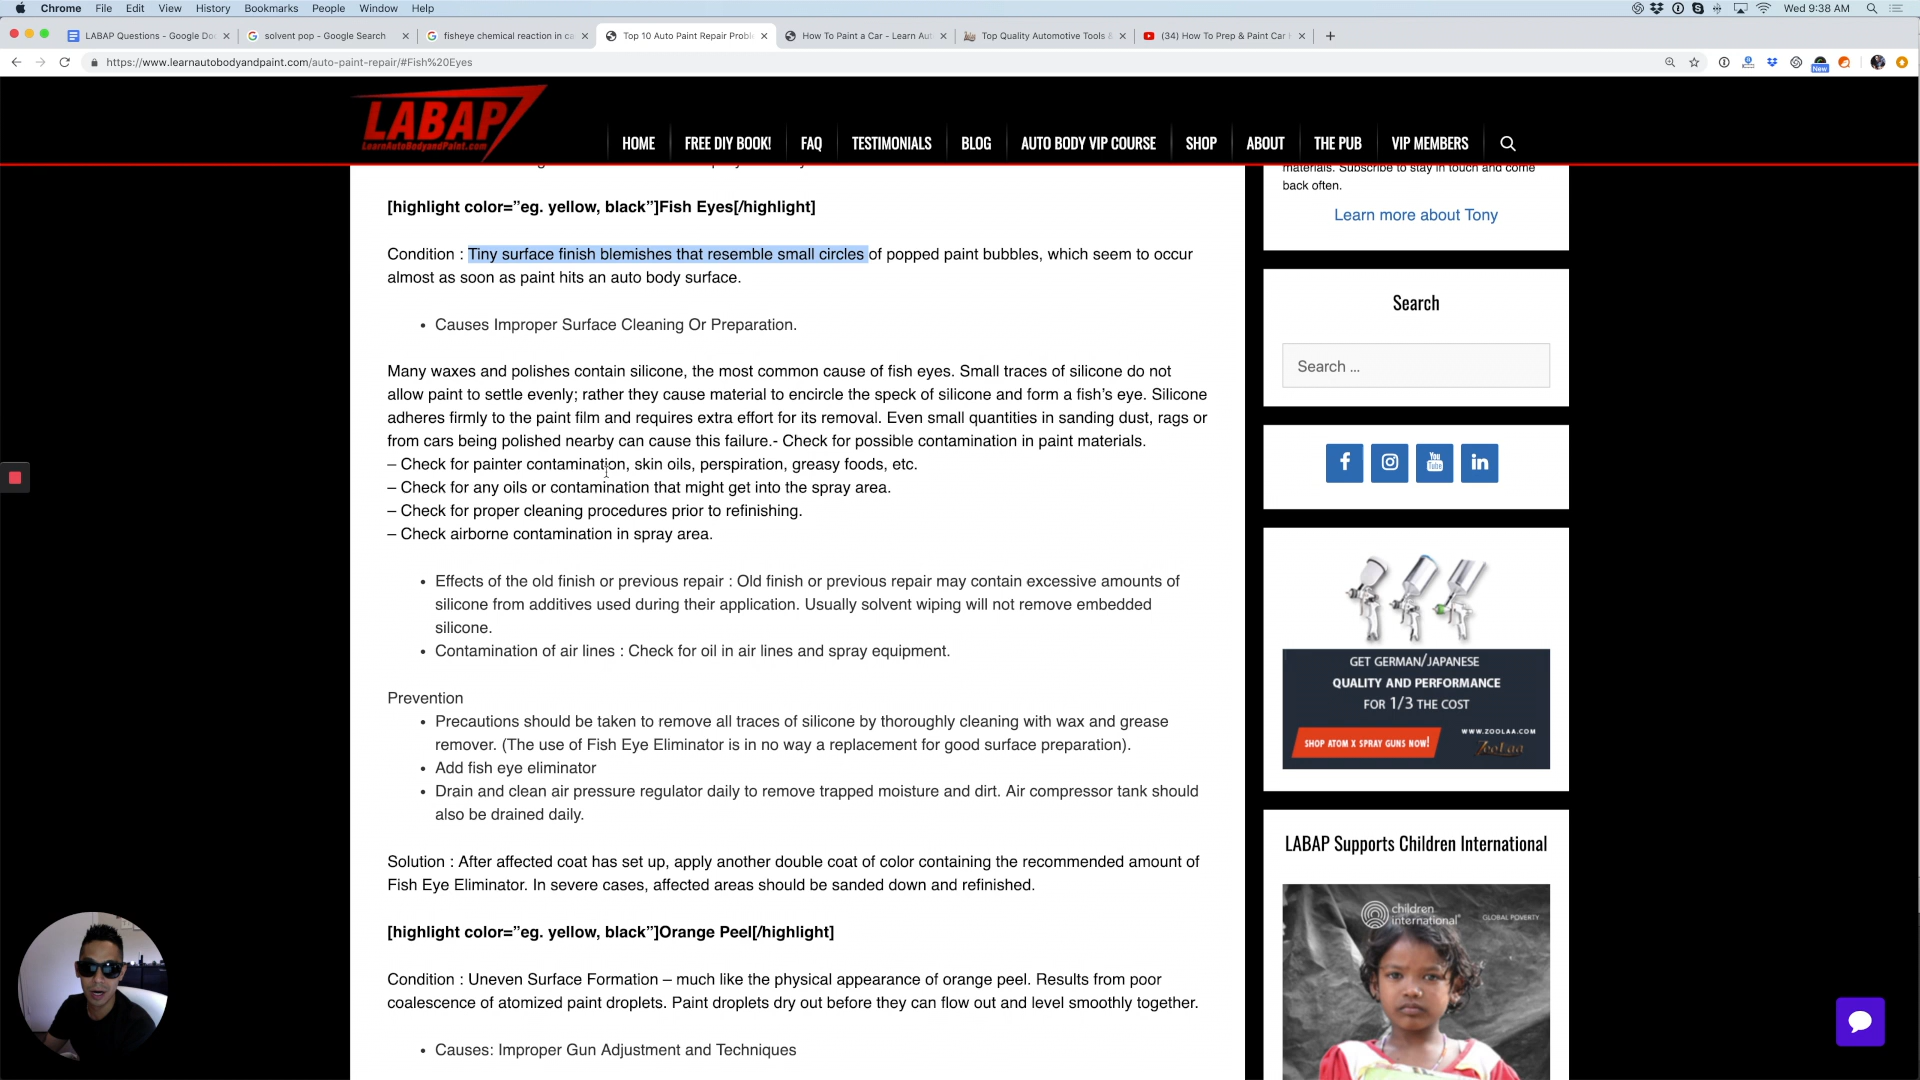 Chrome File Edit View History Bookmarks People Window Help
Wed 9:38 AM
LABAP Questions - Google Do
solvent pop - Google Search
fisheye chemical reaction in ca
Top 10 Auto Paint Repair Probl
How To Paint a Car - Learn Aut
Top Quality Automotive Tools &
(34) How To Prep & Paint Car
https://www.learnautobodyandpaint.com/auto-paint-repair/#Fish%20Eyes
New
LABAP
LearnAutoBodyandPaint.com
HOME
FREE DIY BOOK!
FAQ
TESTIMONIALS
BLOG
AUTO BODY VIP COURSE
SHOP
ABOUT
THE PUB
VIP MEMBERS
[highlight color=”eg. yellow, black”]Fish Eyes[/highlight]
Condition : Tiny surface finish blemishes that resemble small circles of popped paint bubbles, which seem to occur
almost as soon as paint hits an auto body surface.
• Causes Improper Surface Cleaning Or Preparation.
Many waxes and polishes contain silicone, the most common cause of fish eyes. Small traces of silicone do not
allow paint to settle evenly; rather they cause material to encircle the speck of silicone and form a fish’s eye. Silicone
adheres firmly to the paint film and requires extra effort for its removal. Even small quantities in sanding dust, rags or
from cars being polished nearby can cause this failure.- Check for possible contamination in paint materials.
– Check for painter contamination, skin oils, perspiration, greasy foods, etc.
– Check for any oils or contamination that might get into the spray area.
– Check for proper cleaning procedures prior to refinishing.
– Check airborne contamination in spray area.
• Effects of the old finish or previous repair : Old finish or previous repair may contain excessive amounts of
silicone from additives used during their application. Usually solvent wiping will not remove embedded
silicone.
• Contamination of air lines : Check for oil in air lines and spray equipment.
Prevention
• Precautions should be taken to remove all traces of silicone by thoroughly cleaning with wax and grease
remover. (The use of Fish Eye Eliminator is in no way a replacement for good surface preparation).
• Add fish eye eliminator
• Drain and clean air pressure regulator daily to remove trapped moisture and dirt. Air compressor tank should
also be drained daily.
Solution : After affected coat has set up, apply another double coat of color containing the recommended amount of
Fish Eye Eliminator. In severe cases, affected areas should be sanded down and refinished.
[highlight color=”eg. yellow, black”]Orange Peel[/highlight]
Condition : Uneven Surface Formation – much like the physical appearance of orange peel. Results from poor
coalescence of atomized paint droplets. Paint droplets dry out before they can flow out and level smoothly together.
• Causes: Improper Gun Adjustment and Techniques
materials. Subscribe to stay in touch and come
back often.
Learn more about Tony
Search
Search ...
You
Tube
GET GERMAN/JAPANESE
QUALITY AND PERFORMANCE
FOR 1/3 THE COST
SHOP ATOM X SPRAY GUNS NOW!
WWW.ZOOLAA.COM
ZooLaa
LABAP Supports Children International
children
international
GLOBAL POVERTY